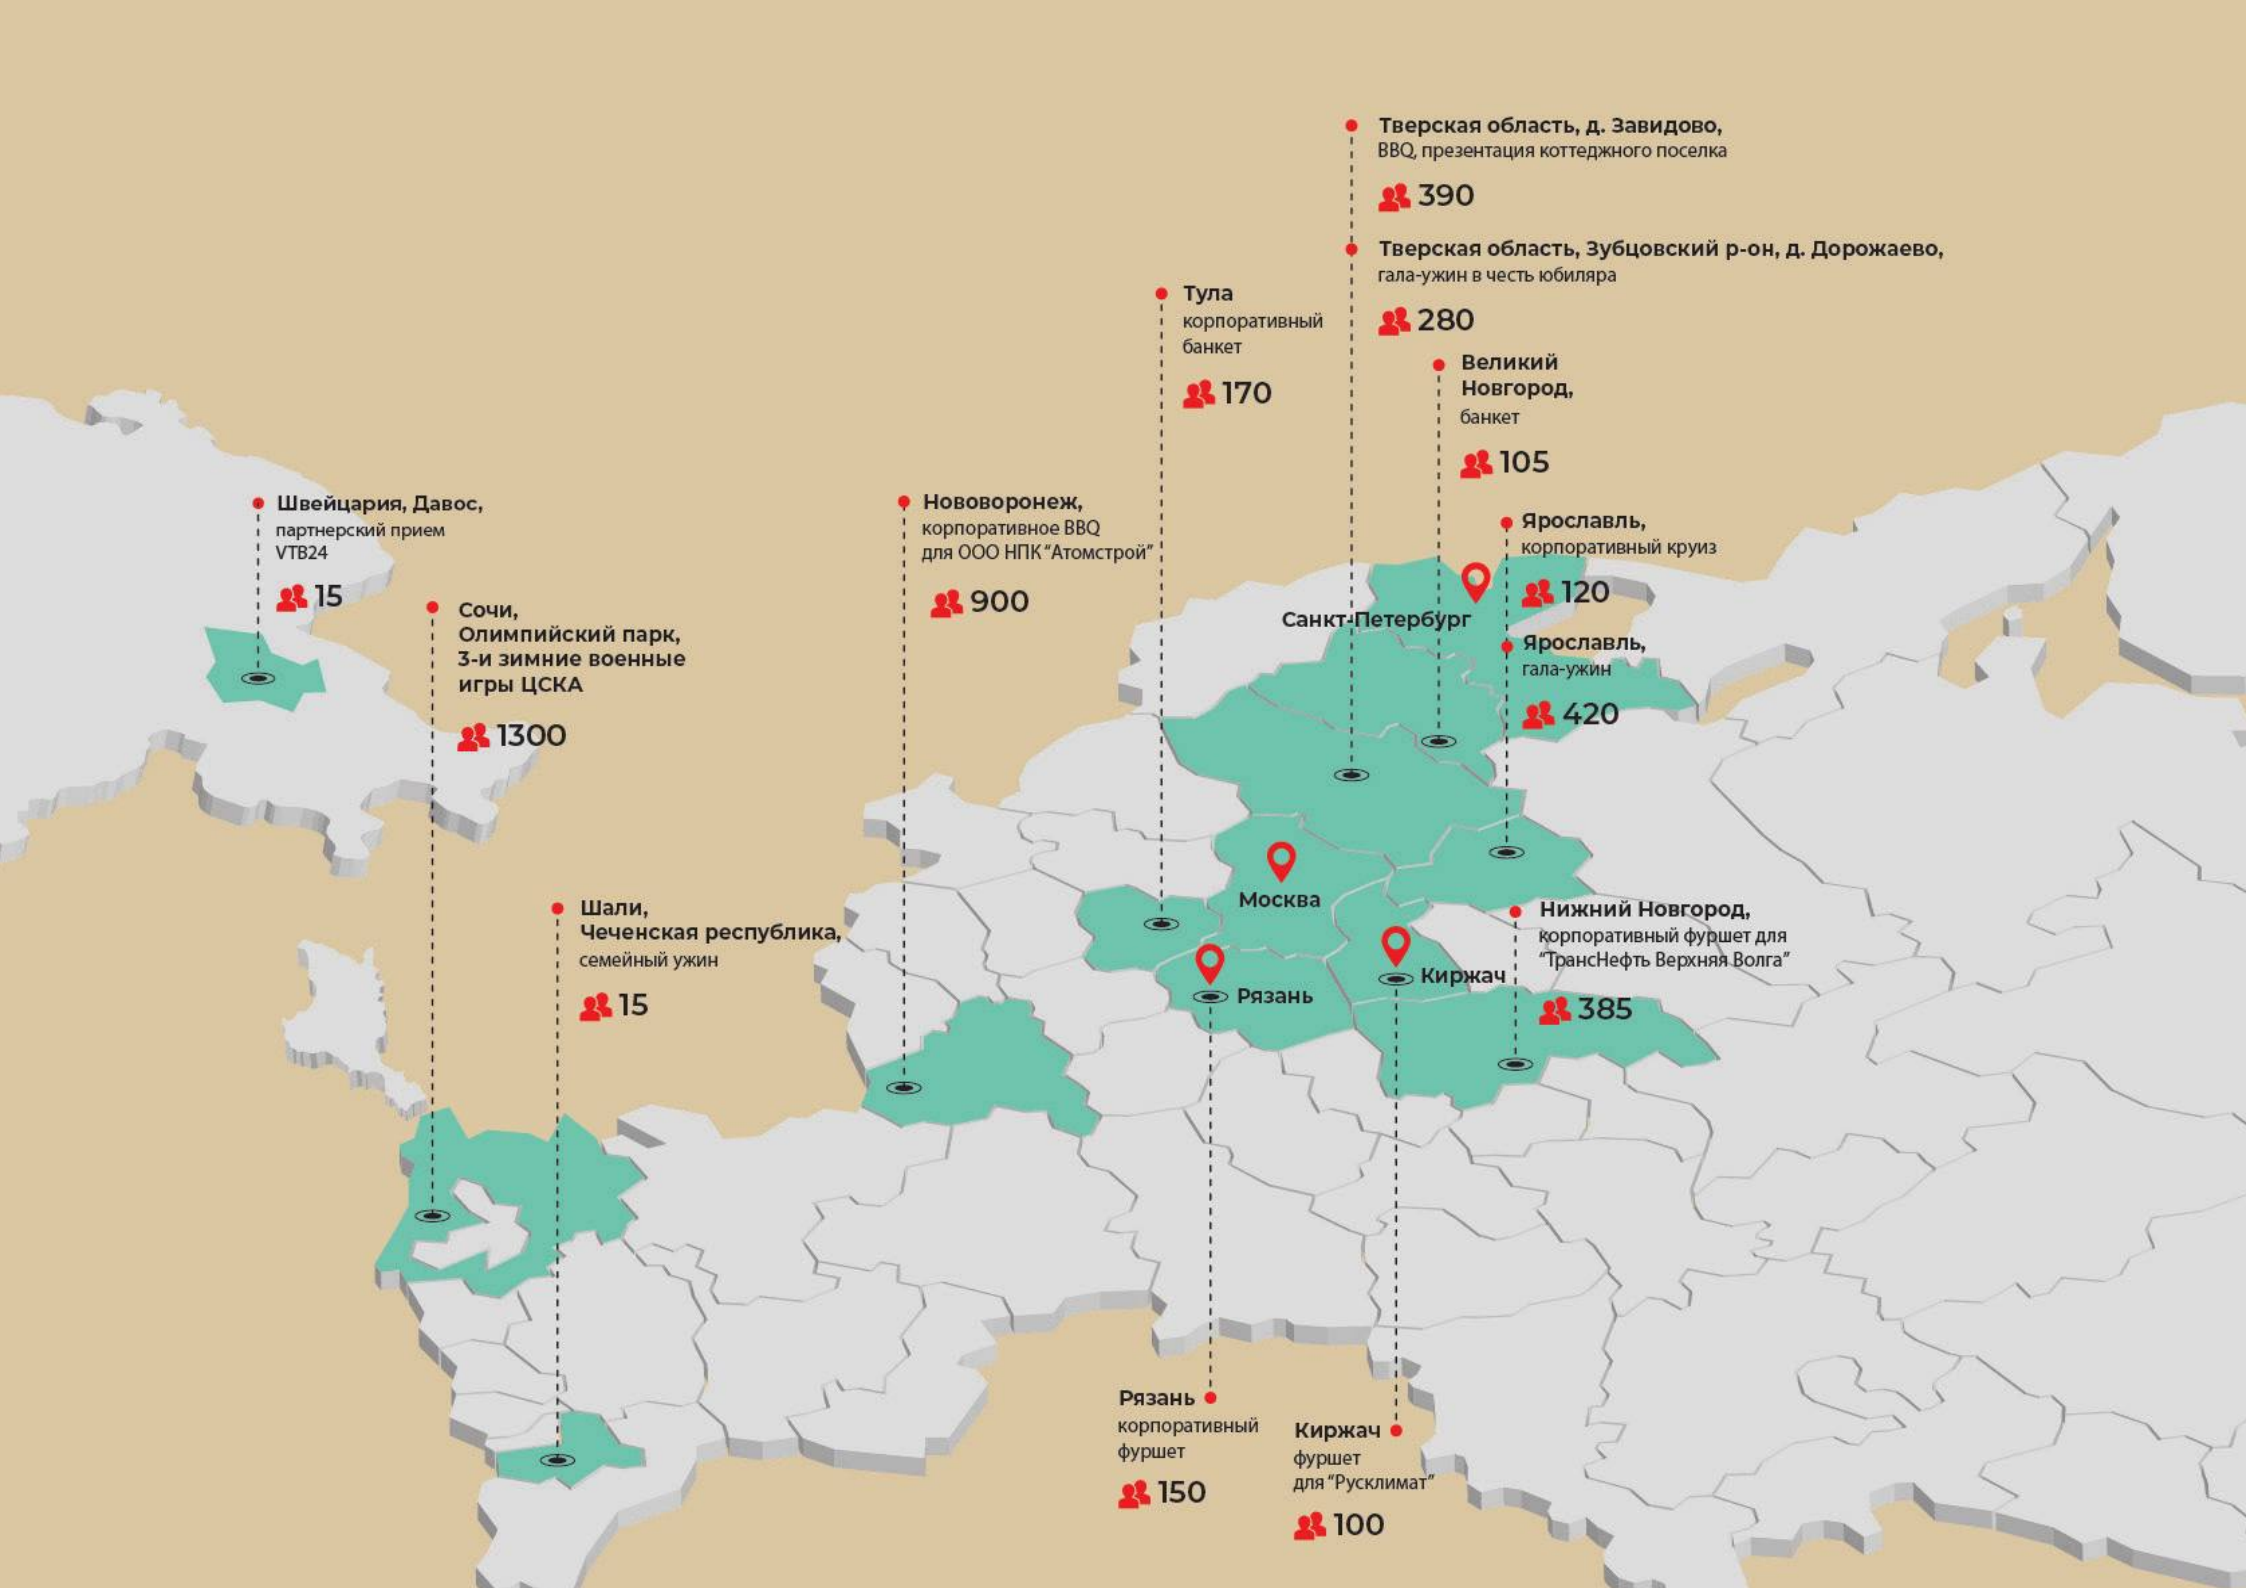 Тверская область, д. Завидово,
BBQ, презентация коттеджного поселка
390
Тверская область, Зубцовский р-он, д. Дорожаево,
гала-ужин в честь юбиляра
280
Тула
корпоративный
банкет
170
Великий
Новгород,
банкет
105
Швейцария, Давос,
партнерский прием
VTB24
15
Сочи,
Олимпийский парк,
3-и зимние военные
игры ЦСКА
1300
Нововоронеж,
корпоративное BBQ
для ООО НПК "Атомстрой"
900
Ярославль,
корпоративный круиз
120
Санкт-Петербург
Ярославль,
гала-ужин
420
Шали,
Чеченская республика,
семейный ужин
15
Москва
Нижний Новгород,
корпоративный фуршет для
"ТрансНефть Верхняя Волга"
385
Киржач
Рязань
Рязань
корпоративный
фуршет
150
Киржач
фуршет
для "Русклимат"
100